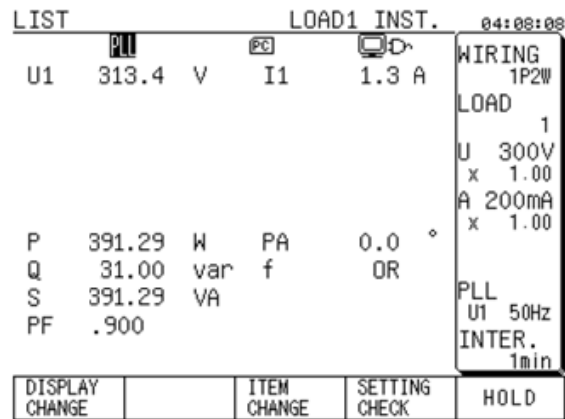 LIST LOAD1 INST. 04:08:08
PLL PC
U1 313.4 V I1 1.3 A
P 391.29 W PA 0.0 °
Q 31.00 var f OR
S 391.29 VA
PF .900
WIRING
1P2W
LOAD
1
U 300V
x 1.00
A 200mA
x 1.00
PLL
U1 50Hz
INTER.
1min
DISPLAY CHANGE
ITEM CHANGE
SETTING CHECK
HOLD